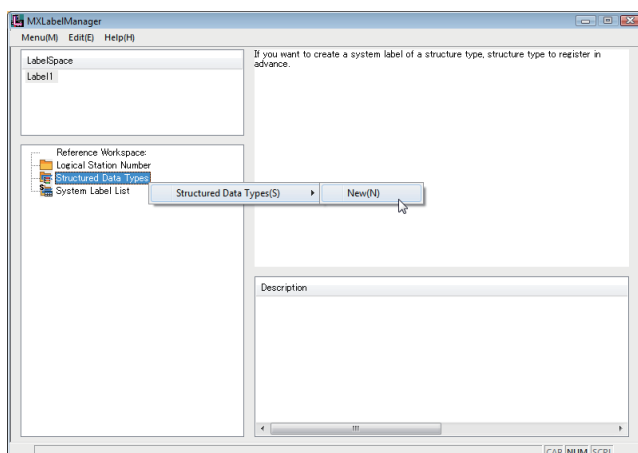 MXLabelManager
Menu(M) Edit(E) Help(H)
LabelSpace
Label1
If you want to create a system label of a structure type, structure type to register in
advance.
Reference Workspace:
Logical Station Number
Structured Data Types
System Label List
Structured Data Types(S)
New(N)
Description
CAP NUM SCRL